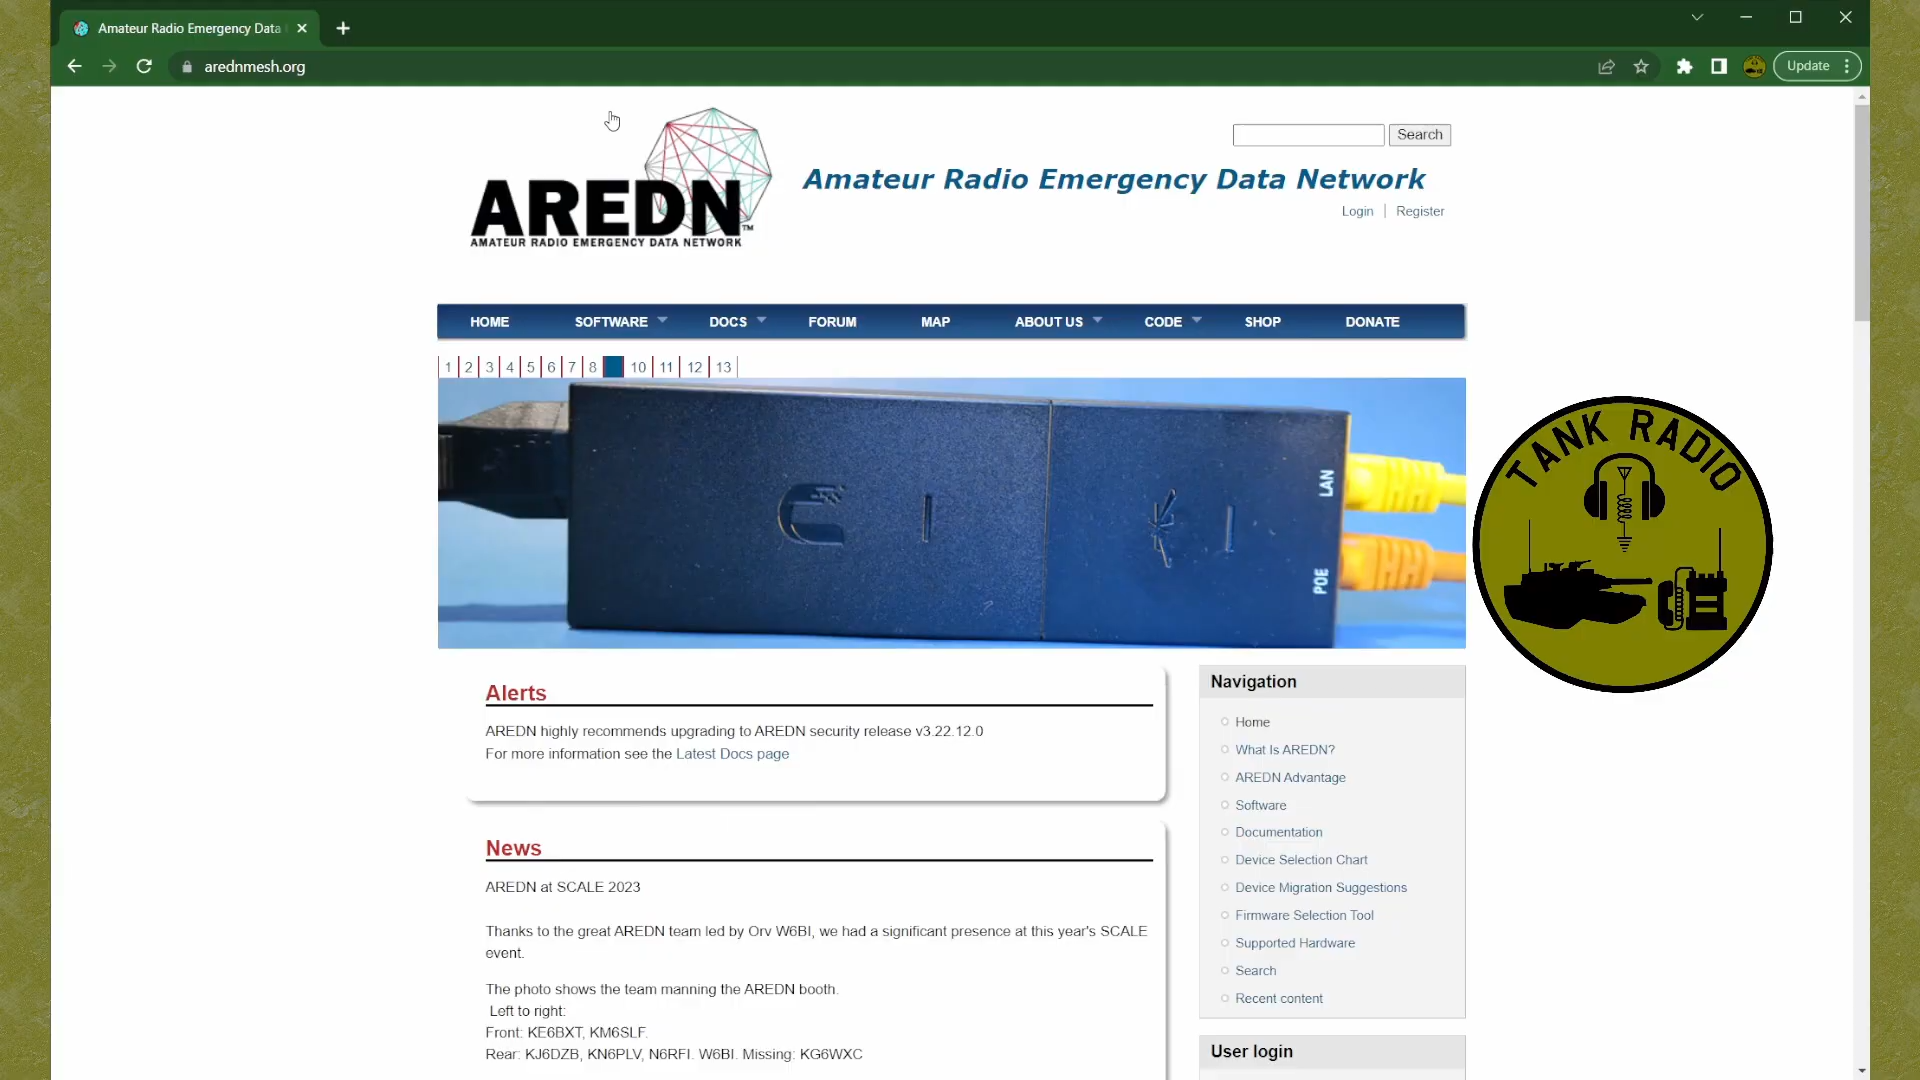 Amateur Radio Emergency Data
arednmesh.org
Update
AREDN™
AMATEUR RADIO EMERGENCY DATA NETWORK
Search
Amateur Radio Emergency Data Network
Login | Register
HOME SOFTWARE DOCS FORUM MAP ABOUT US CODE SHOP DONATE
1 2 3 4 5 6 7 8 10 11 12 13
LAN
POE
TANK RADIO
Alerts
AREDN highly recommends upgrading to AREDN security release v3.22.12.0
For more information see the Latest Docs page
News
AREDN at SCALE 2023
Thanks to the great AREDN team led by Orv W6BI, we had a significant presence at this year's SCALE
event.
The photo shows the team manning the AREDN booth.
Left to right:
Front: KE6BXT, KM6SLF.
Rear: KJ6DZB, KN6PLV, N6RFI. W6BI. Missing: KG6WXC
Navigation
Home
What Is AREDN?
AREDN Advantage
Software
Documentation
Device Selection Chart
Device Migration Suggestions
Firmware Selection Tool
Supported Hardware
Search
Recent content
User login